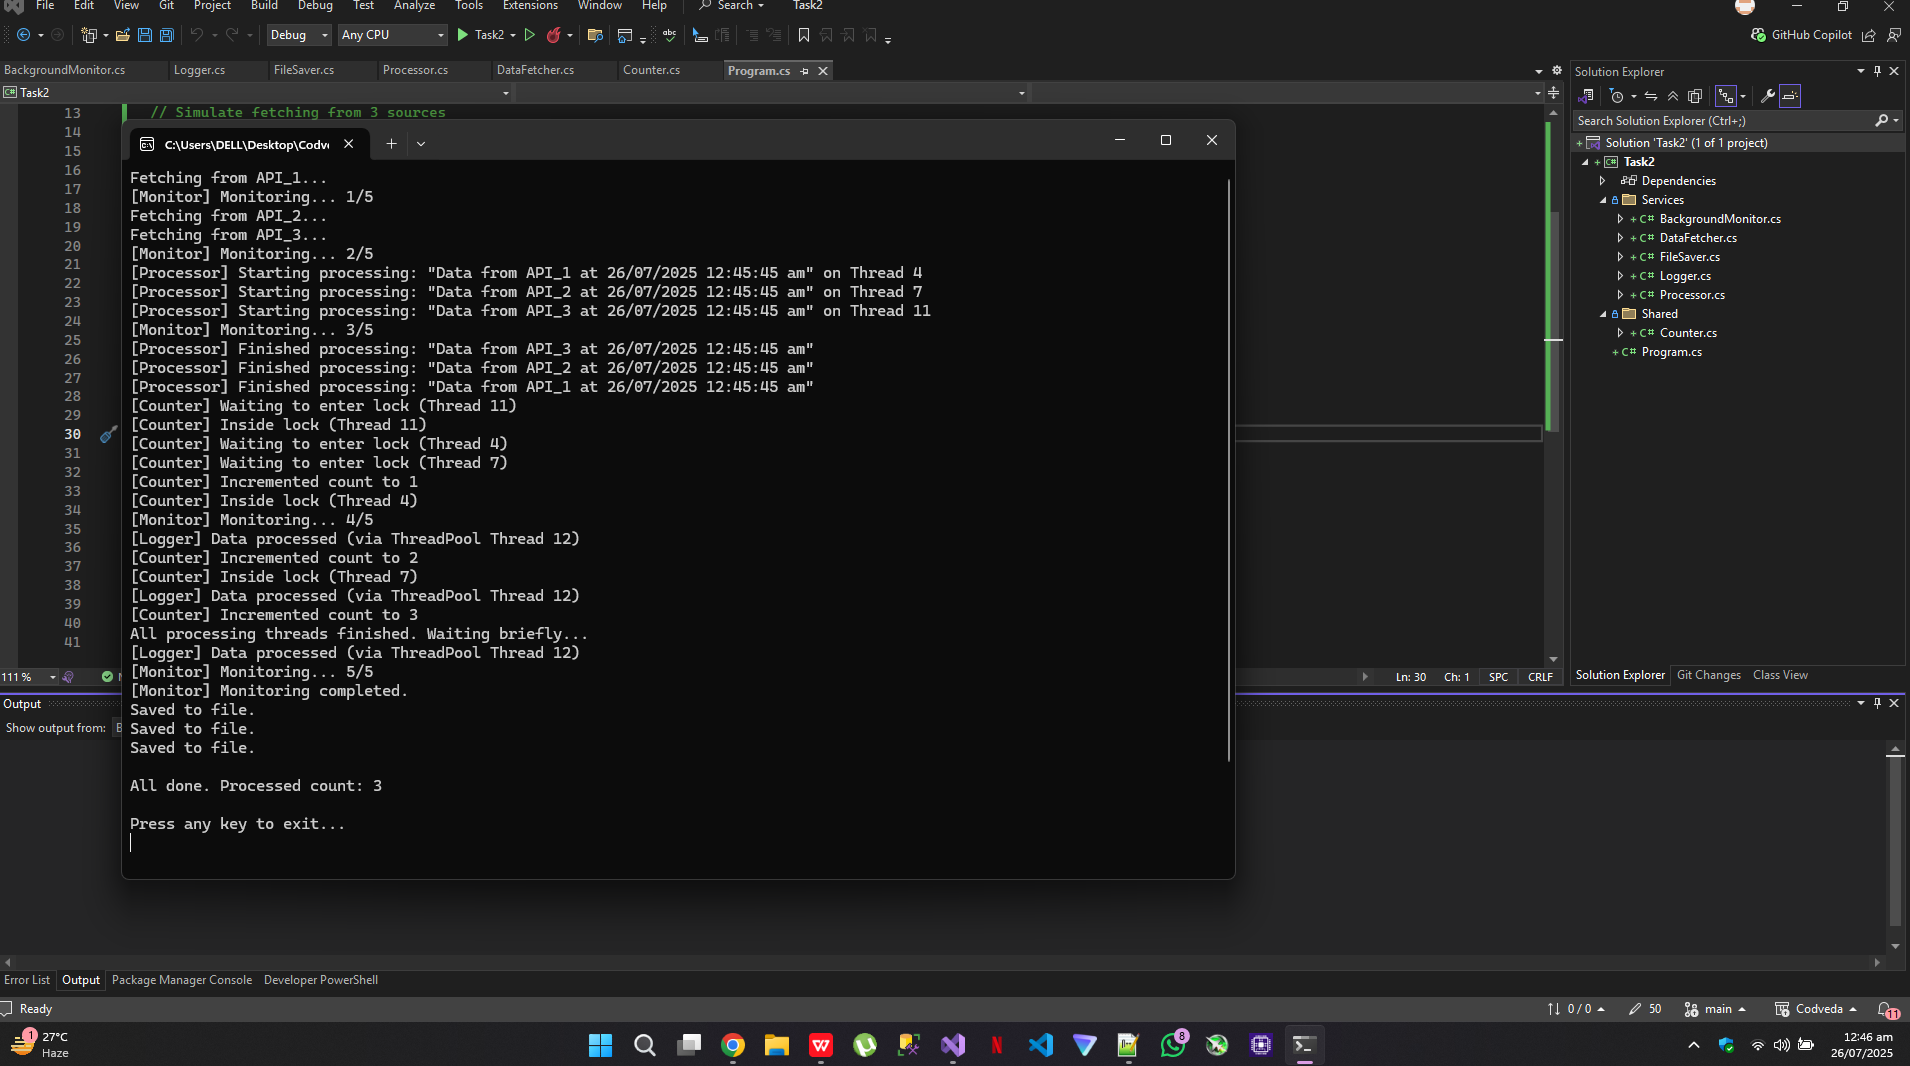 File Edit View Git Project Build Debug Test Analyze Tools Extensions Window Help Search Task2
Debug Any CPU Task2 GitHub Copilot
BackgroundMonitor.cs Logger.cs FileSaver.cs Processor.cs DataFetcher.cs Counter.cs Program.cs
C# Task2
13 // Simulate fetching from 3 sources
14
15
16
17
18
19
20
21
22
23
24
25
26
27
28
29
30
31
32
33
34
35
36
37
38
39
40
41
C:\Users\DELL\Desktop\Codv
Fetching from API_1...
[Monitor] Monitoring... 1/5
Fetching from API_2...
Fetching from API_3...
[Monitor] Monitoring... 2/5
[Processor] Starting processing: "Data from API_1 at 26/07/2025 12:45:45 am" on Thread 4
[Processor] Starting processing: "Data from API_2 at 26/07/2025 12:45:45 am" on Thread 7
[Processor] Starting processing: "Data from API_3 at 26/07/2025 12:45:45 am" on Thread 11
[Monitor] Monitoring... 3/5
[Processor] Finished processing: "Data from API_3 at 26/07/2025 12:45:45 am"
[Processor] Finished processing: "Data from API_2 at 26/07/2025 12:45:45 am"
[Processor] Finished processing: "Data from API_1 at 26/07/2025 12:45:45 am"
[Counter] Waiting to enter lock (Thread 11)
[Counter] Inside lock (Thread 11)
[Counter] Waiting to enter lock (Thread 4)
[Counter] Waiting to enter lock (Thread 7)
[Counter] Incremented count to 1
[Counter] Inside lock (Thread 4)
[Monitor] Monitoring... 4/5
[Logger] Data processed (via ThreadPool Thread 12)
[Counter] Incremented count to 2
[Counter] Inside lock (Thread 7)
[Logger] Data processed (via ThreadPool Thread 12)
[Counter] Incremented count to 3
All processing threads finished. Waiting briefly...
[Logger] Data processed (via ThreadPool Thread 12)
[Monitor] Monitoring... 5/5
[Monitor] Monitoring completed.
Saved to file.
Saved to file.
Saved to file.
All done. Processed count: 3
Press any key to exit...
Solution Explorer
Search Solution Explorer (Ctrl+;)
Solution 'Task2' (1 of 1 project)
C# Task2
Dependencies
Services
C# BackgroundMonitor.cs
C# DataFetcher.cs
C# FileSaver.cs
C# Logger.cs
C# Processor.cs
Shared
C# Counter.cs
C# Program.cs
Solution Explorer Git Changes Class View
111 % Ln: 30 Ch: 1 SPC CRLF
Output
Show output from:
Error List Output Package Manager Console Developer PowerShell
Ready 0 / 0 50 main Codveda 11
1 27°C
Haze
8
12:46 am
26/07/2025